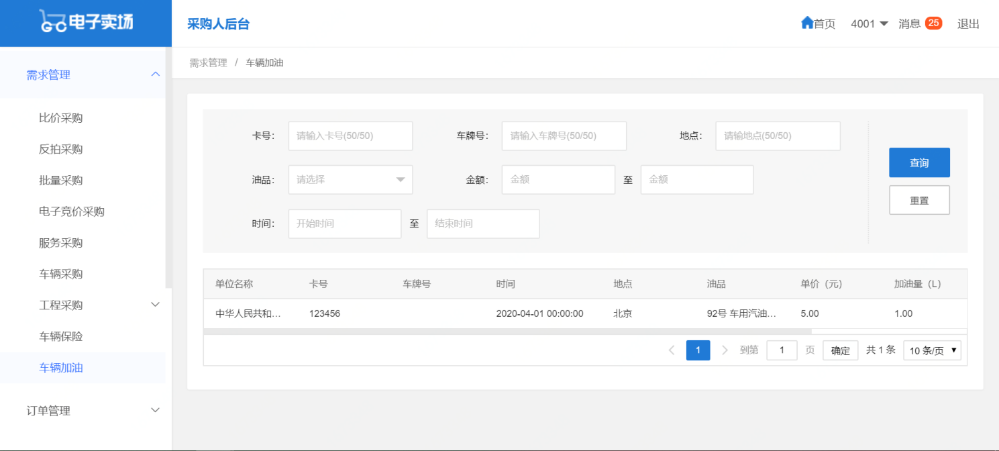 电子卖场
采购人后台
首页 4001 消息 25 退出
需求管理 / 车辆加油
需求管理
比价采购
反拍采购
批量采购
电子竞价采购
服务采购
车辆采购
工程采购
车辆保险
车辆加油
订单管理
卡号： 请输入卡号(50/50) 车牌号： 请输入车牌号(50/50) 地点： 请输地点(50/50)
油品： 请选择 金额： 金额 至 金额
时间： 开始时间 至 结束时间
查询
重置
单位名称 卡号 车牌号 时间 地点 油品 单价（元） 加油量（L）
中华人民共和... 123456 2020-04-01 00:00:00 北京 92号 车用汽油... 5.00 1.00
1 到第 1 页 确定 共 1 条 10 条/页